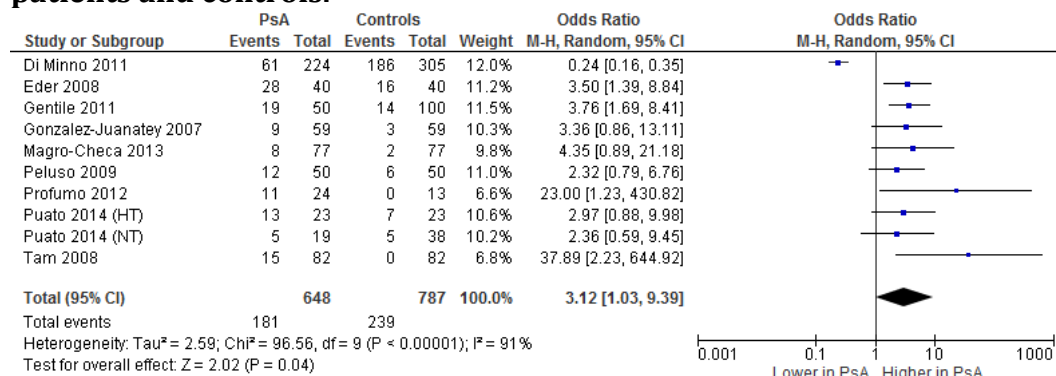 patients and controls.
PsA Controls Odds Ratio Odds Ratio
Study or Subgroup Events Total Events Total Weight M-H, Random, 95% CI M-H, Random, 95% CI
Di Minno 2011 61 224 186 305 12.0% 0.24 [0.16, 0.35]
Eder 2008 28 40 16 40 11.2% 3.50 [1.39, 8.84]
Gentile 2011 19 50 14 100 11.5% 3.76 [1.69, 8.41]
Gonzalez-Juanatey 2007 9 59 3 59 10.3% 3.36 [0.86, 13.11]
Magro-Checa 2013 8 77 2 77 9.8% 4.35 [0.89, 21.18]
Peluso 2009 12 50 6 50 10.9% 2.32 [0.79, 6.76]
Profumo 2012 11 24 0 13 6.6% 23.00 [1.23, 430.82]
Puato 2014 (HT) 13 23 7 23 10.6% 2.97 [0.88, 9.98]
Puato 2014 (NT) 5 19 5 38 10.2% 2.36 [0.59, 9.45]
Tam 2008 15 82 0 82 6.8% 37.89 [2.23, 644.92]
Total (95% CI) 648 787 100.0% 3.12 [1.03, 9.39]
Total events 181 239
Heterogeneity: Tau² = 2.59; Chi² = 96.56, df = 9 (P < 0.00001); I² = 91%
Test for overall effect: Z = 2.02 (P = 0.04)
0.001 0.1 1 10 1000
Lower in PsA Higher in PsA